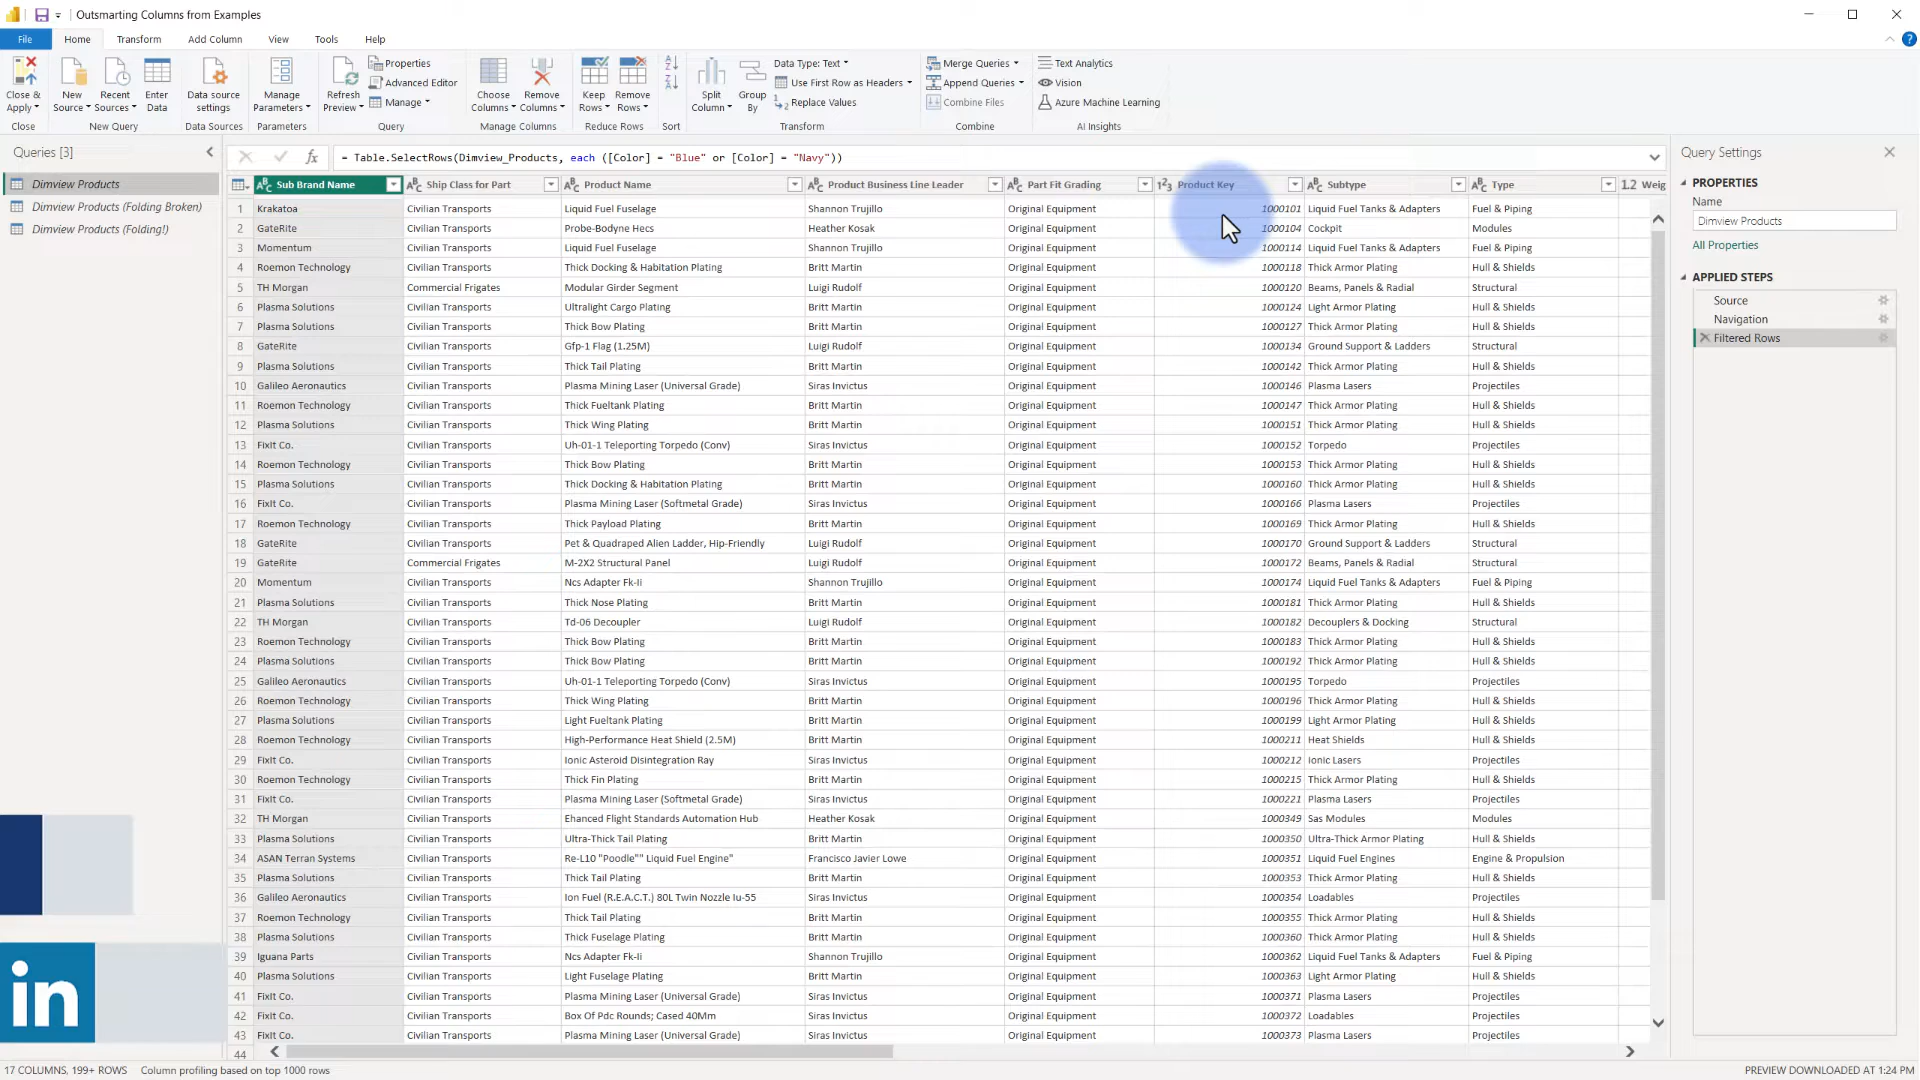 Outsmarting Columns from Examples
File Home Transform Add Column View Tools Help
Close & Apply
New Source
Recent Sources
Enter Data
Data source settings
Manage Parameters
Refresh Preview
Properties
Advanced Editor
Manage
Choose Columns
Remove Columns
Keep Rows
Remove Rows
Split Column
Group By
Data Type: Text
Use First Row as Headers
Replace Values
Merge Queries
Append Queries
Combine Files
Text Analytics
Vision
Azure Machine Learning
Close New Query Data Sources Parameters Query Manage Columns Reduce Rows Sort Transform Combine AI Insights
Queries [3]
Dimview Products
Dimview Products (Folding Broken)
Dimview Products (Folding!)
fx = Table.SelectRows(Dimview_Products, each ([Color] = "Blue" or [Color] = "Navy"))
Sub Brand Name Ship Class for Part Product Name Product Business Line Leader Part Fit Grading Product Key Subtype Type 1.2 Weig
1 Krakatoa Civilian Transports Liquid Fuel Fuselage Shannon Trujillo Original Equipment 1000101 Liquid Fuel Tanks & Adapters Fuel & Piping
2 GateRite Civilian Transports Probe-Bodyne Hecs Heather Kosak Original Equipment 1000104 Cockpit Modules
3 Momentum Civilian Transports Liquid Fuel Fuselage Shannon Trujillo Original Equipment 1000114 Liquid Fuel Tanks & Adapters Fuel & Piping
4 Roemon Technology Civilian Transports Thick Docking & Habitation Plating Britt Martin Original Equipment 1000118 Thick Armor Plating Hull & Shields
5 TH Morgan Commercial Frigates Modular Girder Segment Luigi Rudolf Original Equipment 1000120 Beams, Panels & Radial Structural
6 Plasma Solutions Civilian Transports Ultralight Cargo Plating Britt Martin Original Equipment 1000124 Light Armor Plating Hull & Shields
7 Plasma Solutions Civilian Transports Thick Bow Plating Britt Martin Original Equipment 1000127 Thick Armor Plating Hull & Shields
8 GateRite Civilian Transports Gfp-1 Flag (1.25M) Luigi Rudolf Original Equipment 1000134 Ground Support & Ladders Structural
9 Plasma Solutions Civilian Transports Thick Tail Plating Britt Martin Original Equipment 1000142 Thick Armor Plating Hull & Shields
10 Galileo Aeronautics Civilian Transports Plasma Mining Laser (Universal Grade) Siras Invictus Original Equipment 1000146 Plasma Lasers Projectiles
11 Roemon Technology Civilian Transports Thick Fueltank Plating Britt Martin Original Equipment 1000147 Thick Armor Plating Hull & Shields
12 Plasma Solutions Civilian Transports Thick Wing Plating Britt Martin Original Equipment 1000151 Thick Armor Plating Hull & Shields
13 FixIt Co. Civilian Transports Uh-01-1 Teleporting Torpedo (Conv) Siras Invictus Original Equipment 1000152 Torpedo Projectiles
14 Roemon Technology Civilian Transports Thick Bow Plating Britt Martin Original Equipment 1000153 Thick Armor Plating Hull & Shields
15 Plasma Solutions Civilian Transports Thick Docking & Habitation Plating Britt Martin Original Equipment 1000160 Thick Armor Plating Hull & Shields
16 FixIt Co. Civilian Transports Plasma Mining Laser (Softmetal Grade) Siras Invictus Original Equipment 1000166 Plasma Lasers Projectiles
17 Roemon Technology Civilian Transports Thick Payload Plating Britt Martin Original Equipment 1000169 Thick Armor Plating Hull & Shields
18 GateRite Civilian Transports Pet & Quadraped Alien Ladder, Hip-Friendly Luigi Rudolf Original Equipment 1000170 Ground Support & Ladders Structural
19 GateRite Commercial Frigates M-2X2 Structural Panel Luigi Rudolf Original Equipment 1000172 Beams, Panels & Radial Structural
20 Momentum Civilian Transports Ncs Adapter Fk-Ii Shannon Trujillo Original Equipment 1000174 Liquid Fuel Tanks & Adapters Fuel & Piping
21 Plasma Solutions Civilian Transports Thick Nose Plating Britt Martin Original Equipment 1000181 Thick Armor Plating Hull & Shields
22 TH Morgan Civilian Transports Td-06 Decoupler Luigi Rudolf Original Equipment 1000182 Decouplers & Docking Structural
23 Roemon Technology Civilian Transports Thick Bow Plating Britt Martin Original Equipment 1000183 Thick Armor Plating Hull & Shields
24 Plasma Solutions Civilian Transports Thick Bow Plating Britt Martin Original Equipment 1000192 Thick Armor Plating Hull & Shields
25 Galileo Aeronautics Civilian Transports Uh-01-1 Teleporting Torpedo (Conv) Siras Invictus Original Equipment 1000195 Torpedo Projectiles
26 Roemon Technology Civilian Transports Thick Wing Plating Britt Martin Original Equipment 1000196 Thick Armor Plating Hull & Shields
27 Plasma Solutions Civilian Transports Light Fueltank Plating Britt Martin Original Equipment 1000199 Light Armor Plating Hull & Shields
28 Roemon Technology Civilian Transports High-Performance Heat Shield (2.5M) Britt Martin Original Equipment 1000211 Heat Shields Hull & Shields
29 FixIt Co. Civilian Transports Ionic Asteroid Disintegration Ray Siras Invictus Original Equipment 1000212 Ionic Lasers Projectiles
30 Roemon Technology Civilian Transports Thick Fin Plating Britt Martin Original Equipment 1000215 Thick Armor Plating Hull & Shields
31 FixIt Co. Civilian Transports Plasma Mining Laser (Softmetal Grade) Siras Invictus Original Equipment 1000221 Plasma Lasers Projectiles
32 TH Morgan Civilian Transports Ehanced Flight Standards Automation Hub Heather Kosak Original Equipment 1000349 Sas Modules Modules
33 Plasma Solutions Civilian Transports Ultra-Thick Tail Plating Britt Martin Original Equipment 1000350 Ultra-Thick Armor Plating Hull & Shields
34 ASAN Terran Systems Civilian Transports Re-L10 "Poodle"" Liquid Fuel Engine" Francisco Javier Lowe Original Equipment 1000351 Liquid Fuel Engines Engine & Propulsion
35 Plasma Solutions Civilian Transports Thick Tail Plating Britt Martin Original Equipment 1000353 Thick Armor Plating Hull & Shields
36 Galileo Aeronautics Civilian Transports Ion Fuel (R.E.A.C.T.) 80L Twin Nozzle Iu-55 Siras Invictus Original Equipment 1000354 Loadables Projectiles
37 Roemon Technology Civilian Transports Thick Tail Plating Britt Martin Original Equipment 1000355 Thick Armor Plating Hull & Shields
38 Plasma Solutions Civilian Transports Thick Fuselage Plating Britt Martin Original Equipment 1000360 Thick Armor Plating Hull & Shields
39 Iguana Parts Civilian Transports Ncs Adapter Fk-Ii Shannon Trujillo Original Equipment 1000362 Liquid Fuel Tanks & Adapters Fuel & Piping
40 Plasma Solutions Civilian Transports Light Fuselage Plating Britt Martin Original Equipment 1000363 Light Armor Plating Hull & Shields
41 FixIt Co. Civilian Transports Plasma Mining Laser (Universal Grade) Siras Invictus Original Equipment 1000371 Plasma Lasers Projectiles
42 FixIt Co. Civilian Transports Box Of Pdc Rounds; Cased 40Mm Siras Invictus Original Equipment 1000372 Loadables Projectiles
43 FixIt Co. Civilian Transports Plasma Mining Laser (Universal Grade) Siras Invictus Original Equipment 1000373 Plasma Lasers Projectiles
44
Query Settings
PROPERTIES
Name
Dimview Products
All Properties
APPLIED STEPS
Source
Navigation
Filtered Rows
in
17 COLUMNS, 199+ ROWS Column profiling based on top 1000 rows
PREVIEW DOWNLOADED AT 1:24 PM